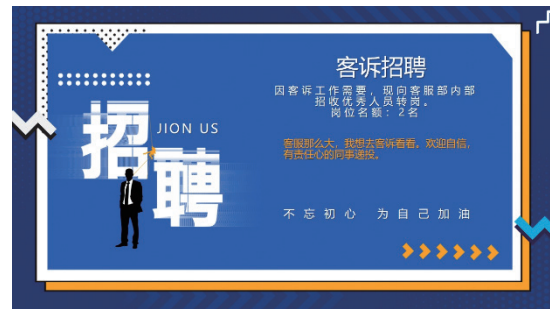 招
聘
JION US
客诉招聘
因客诉工作需要，现向客服部内部
招收优秀人员转岗。
岗位名额：2名
客服那么大，我想去客诉看看。欢迎自信，
有责任心的同事递投。
不忘初心 为自己加油